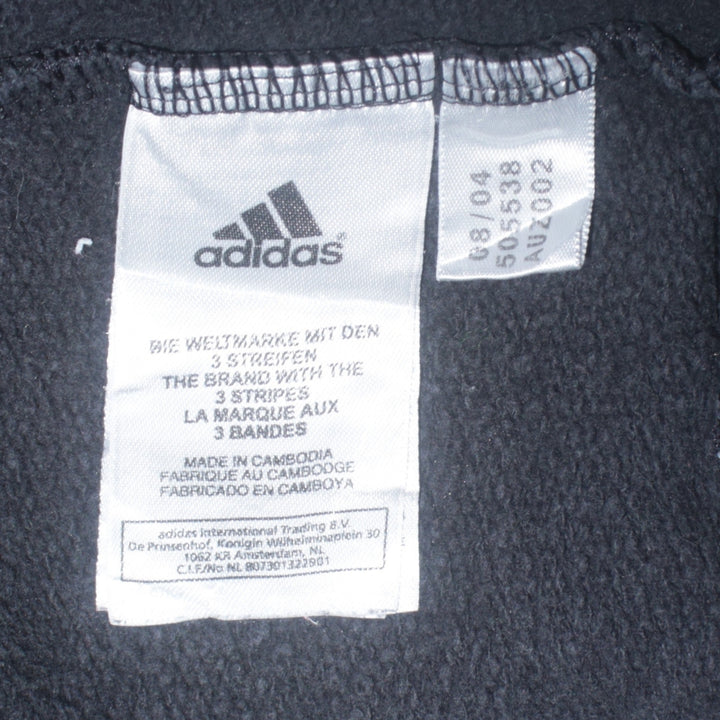 adidas
DIE WELTMARKE MIT DEN
3 STREIFEN
THE BRAND WITH THE
3 STRIPES
LA MARQUE AUX
3 BANDES
MADE IN CAMBODIA
FABRIQUE AU CAMBODGE
FABRICADO EN CAMBOYA
adidas International Trading B.V.
De Prinsenhof, Konigin Wilhelminaplein 30
1062 KR Amsterdam, NL
C.I.F/No NL 807301322B01
08/04
505538
AUZ002